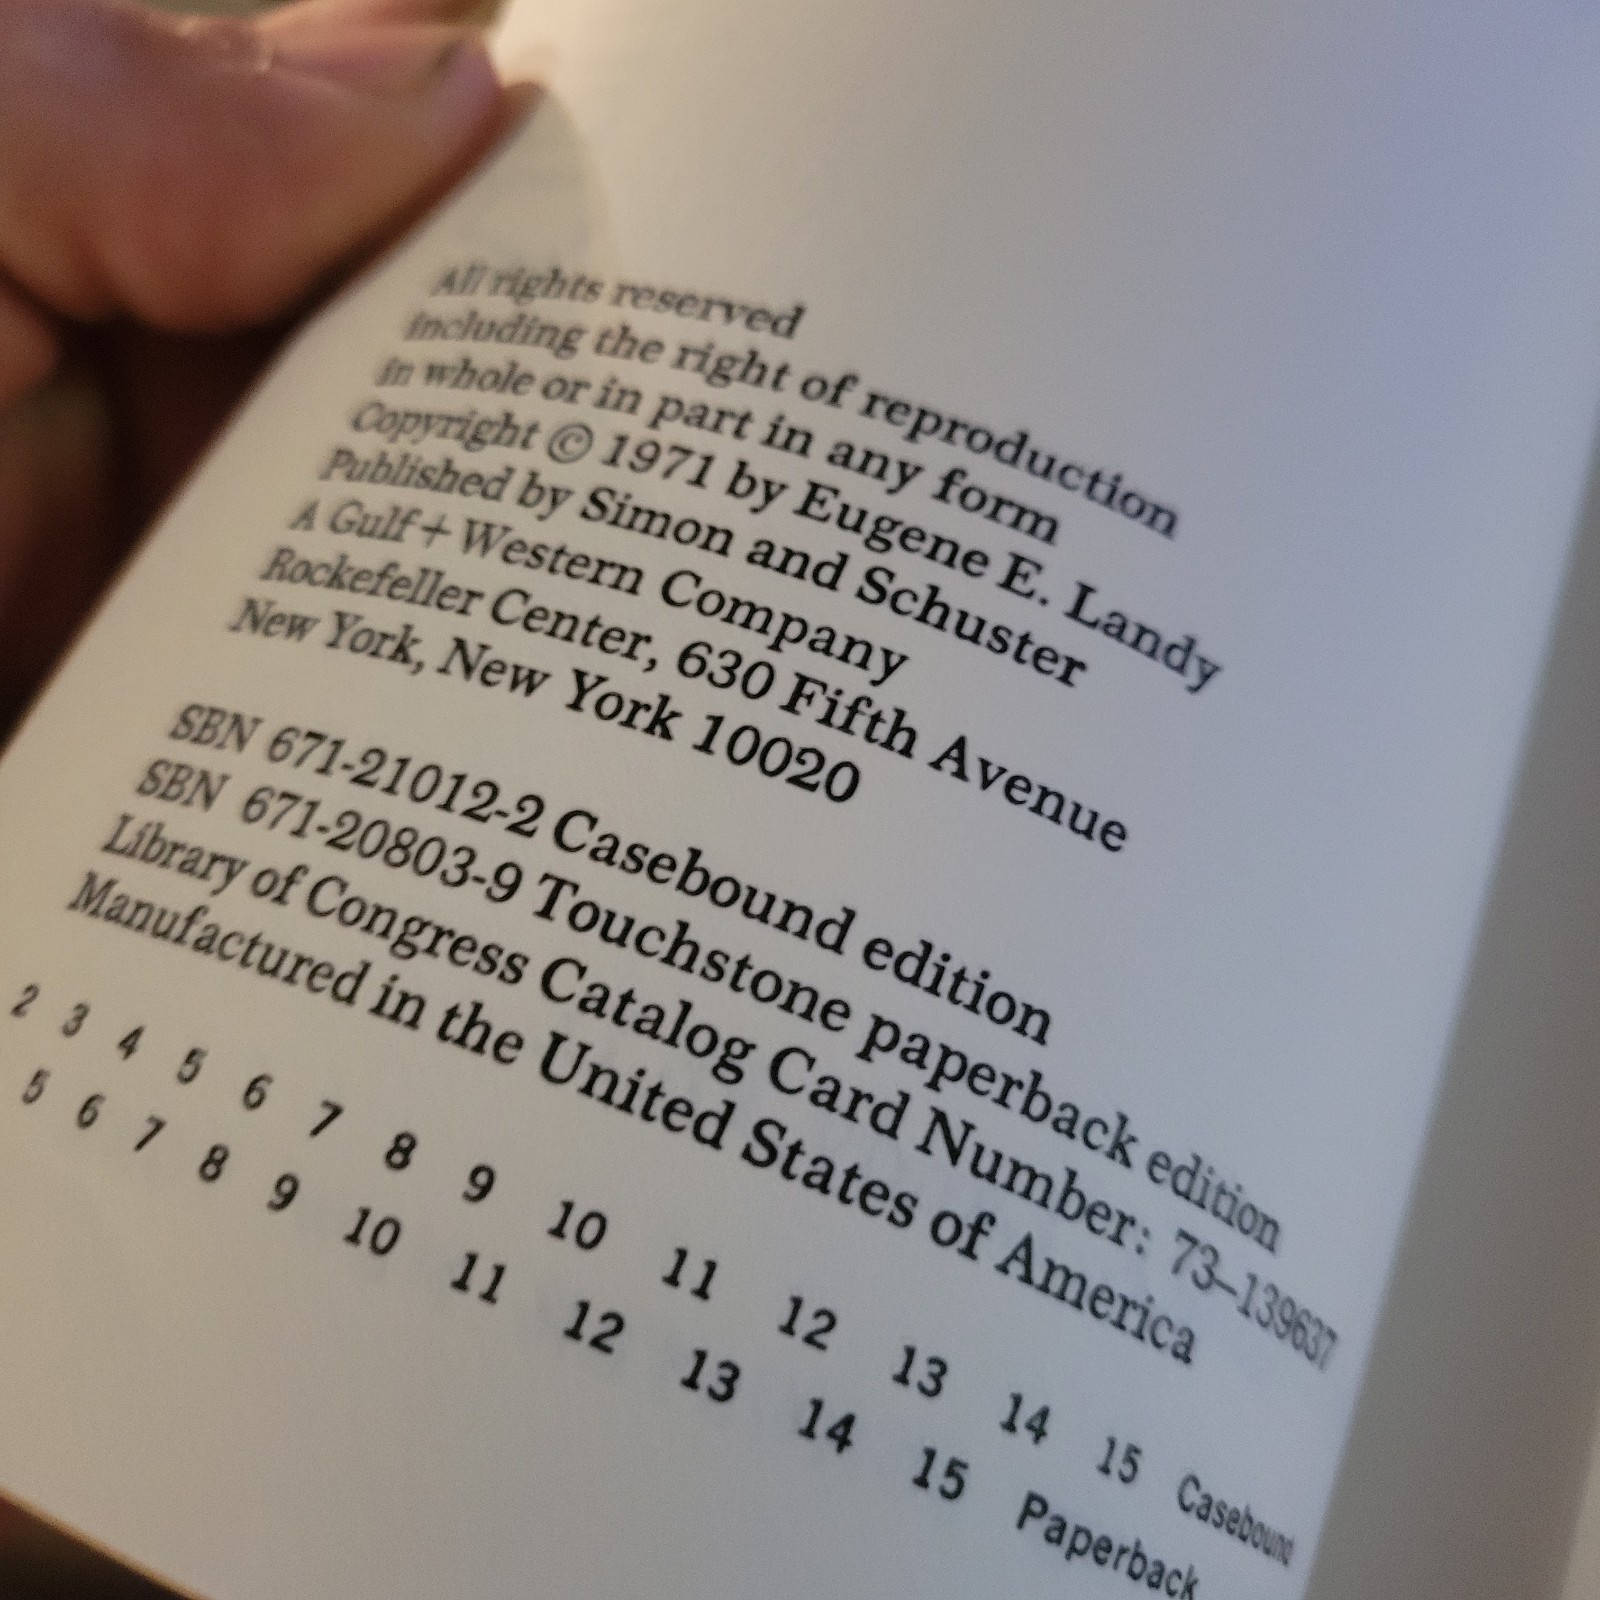 All rights reserved
including the right of reproduction
in whole or in part in any form
Copyright © 1971 by Eugene E. Landy
Published by Simon and Schuster
A Gulf+Western Company
Rockefeller Center, 630 Fifth Avenue
New York, New York 10020
SBN 671-21012-2 Casebound edition
SBN 671-20803-9 Touchstone paperback edition
Library of Congress Catalog Card Number: 73–139637
Manufactured in the United States of America
2 3 4 5 6 7 8 9 10 11 12 13 14 15 Casebound
5 6 7 8 9 10 11 12 13 14 15 Paperback